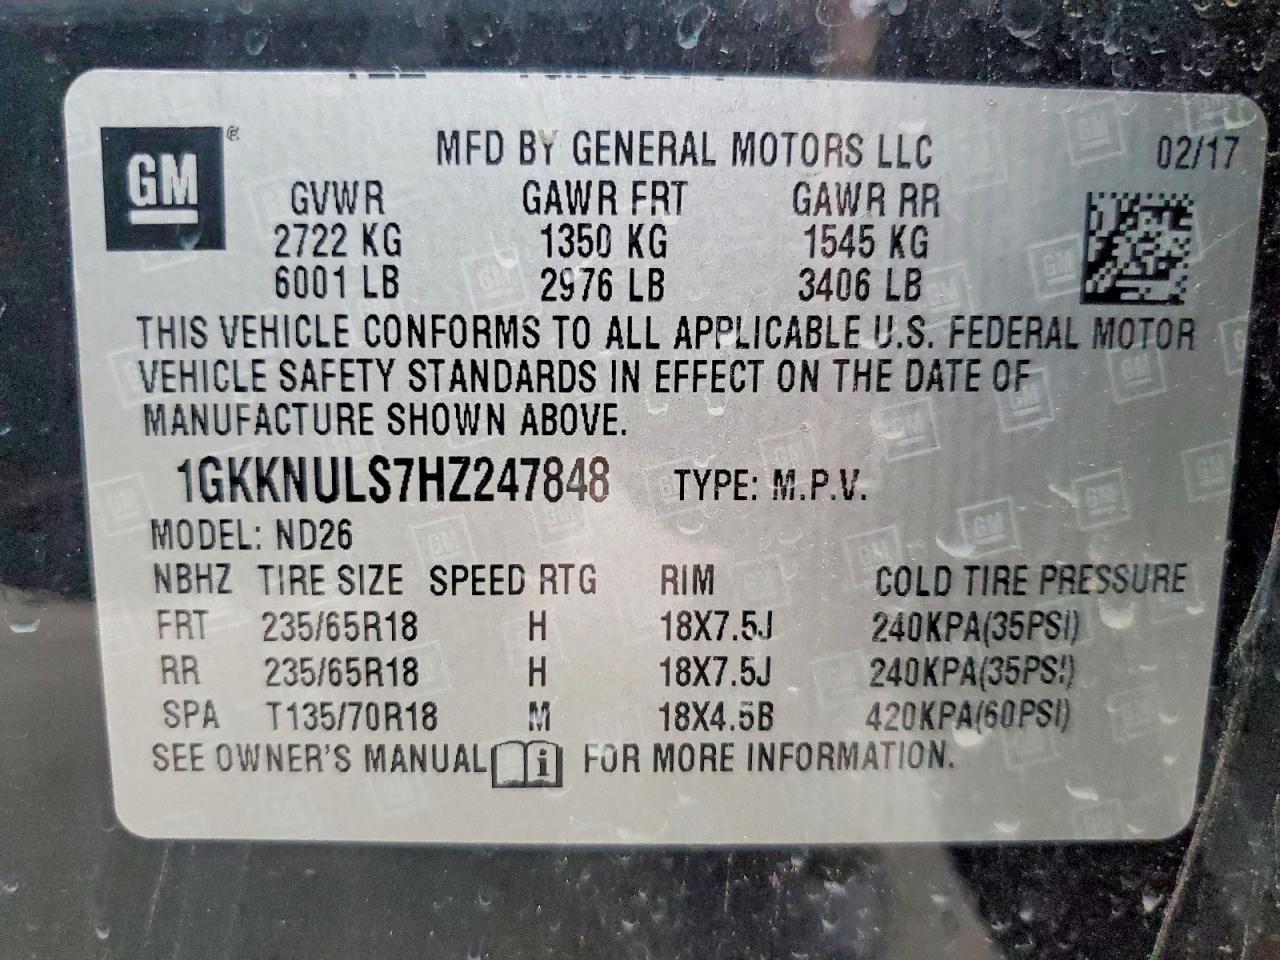 GM®
MFD BY GENERAL MOTORS LLC 02/17
GVWR GAWR FRT GAWR RR
2722 KG 1350 KG 1545 KG
6001 LB 2976 LB 3406 LB
THIS VEHICLE CONFORMS TO ALL APPLICABLE U.S. FEDERAL MOTOR
VEHICLE SAFETY STANDARDS IN EFFECT ON THE DATE OF
MANUFACTURE SHOWN ABOVE.
1GKKNULS7HZ247848 TYPE: M.P.V.
MODEL: ND26
NBHZ TIRE SIZE SPEED RTG RIM COLD TIRE PRESSURE
FRT 235/65R18 H 18X7.5J 240KPA(35PSI)
RR 235/65R18 H 18X7.5J 240KPA(35PSI)
SPA T135/70R18 M 18X4.5B 420KPA(60PSI)
SEE OWNER'S MANUAL i FOR MORE INFORMATION.